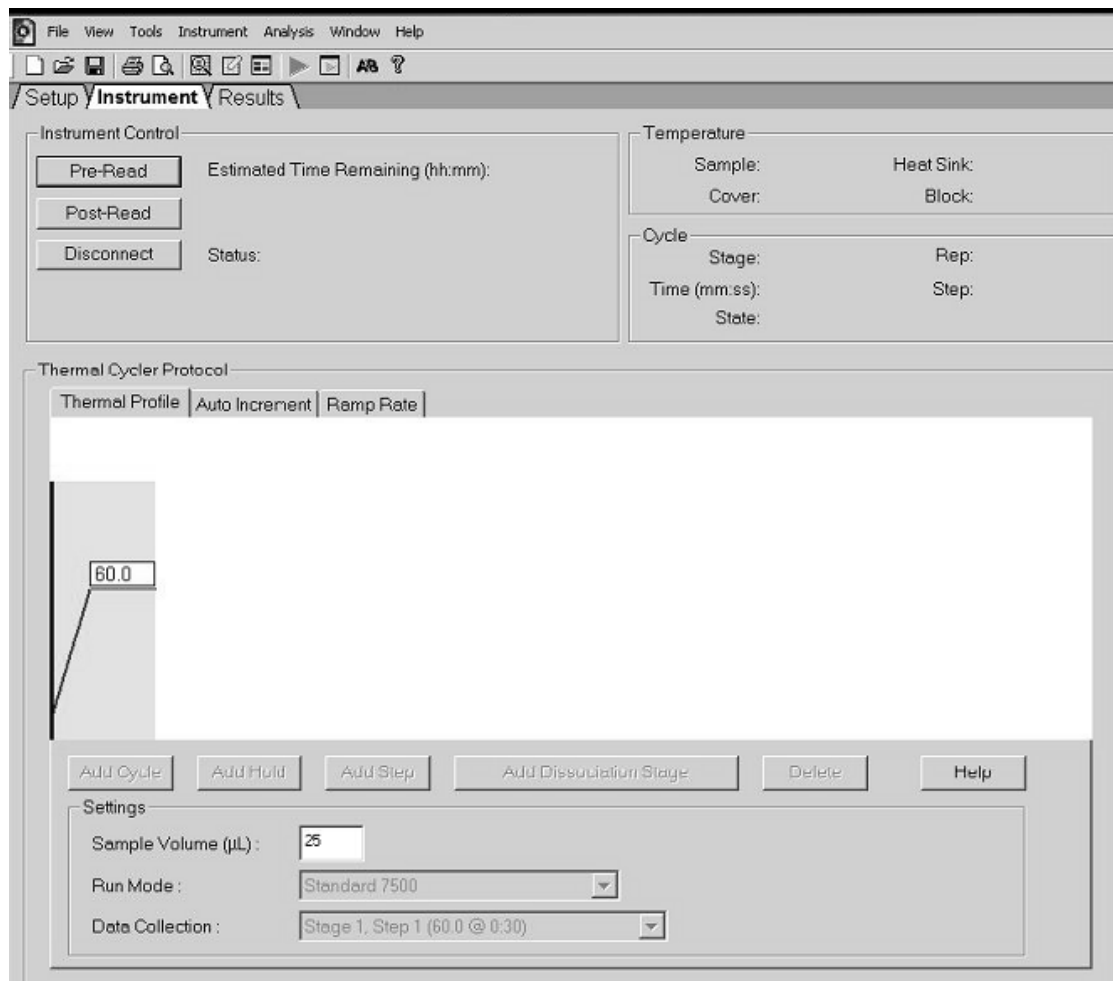 File View Tools Instrument Analysis Window Help
AB ?
Setup Instrument Results
Instrument Control
Pre-Read
Estimated Time Remaining (hh:mm):
Post-Read
Disconnect
Status:
Temperature
Sample: Heat Sink:
Cover: Block:
Cycle
Stage: Rep:
Time (mm:ss): Step:
State:
Thermal Cycler Protocol
Thermal Profile Auto Increment Ramp Rate
60.0
Add Cycle Add Hold Add Step Add Dissociation Stage Delete Help
Settings
Sample Volume (µL) : 25
Run Mode : Standard 7500
Data Collection : Stage 1, Step 1 (60.0 @ 0:30)